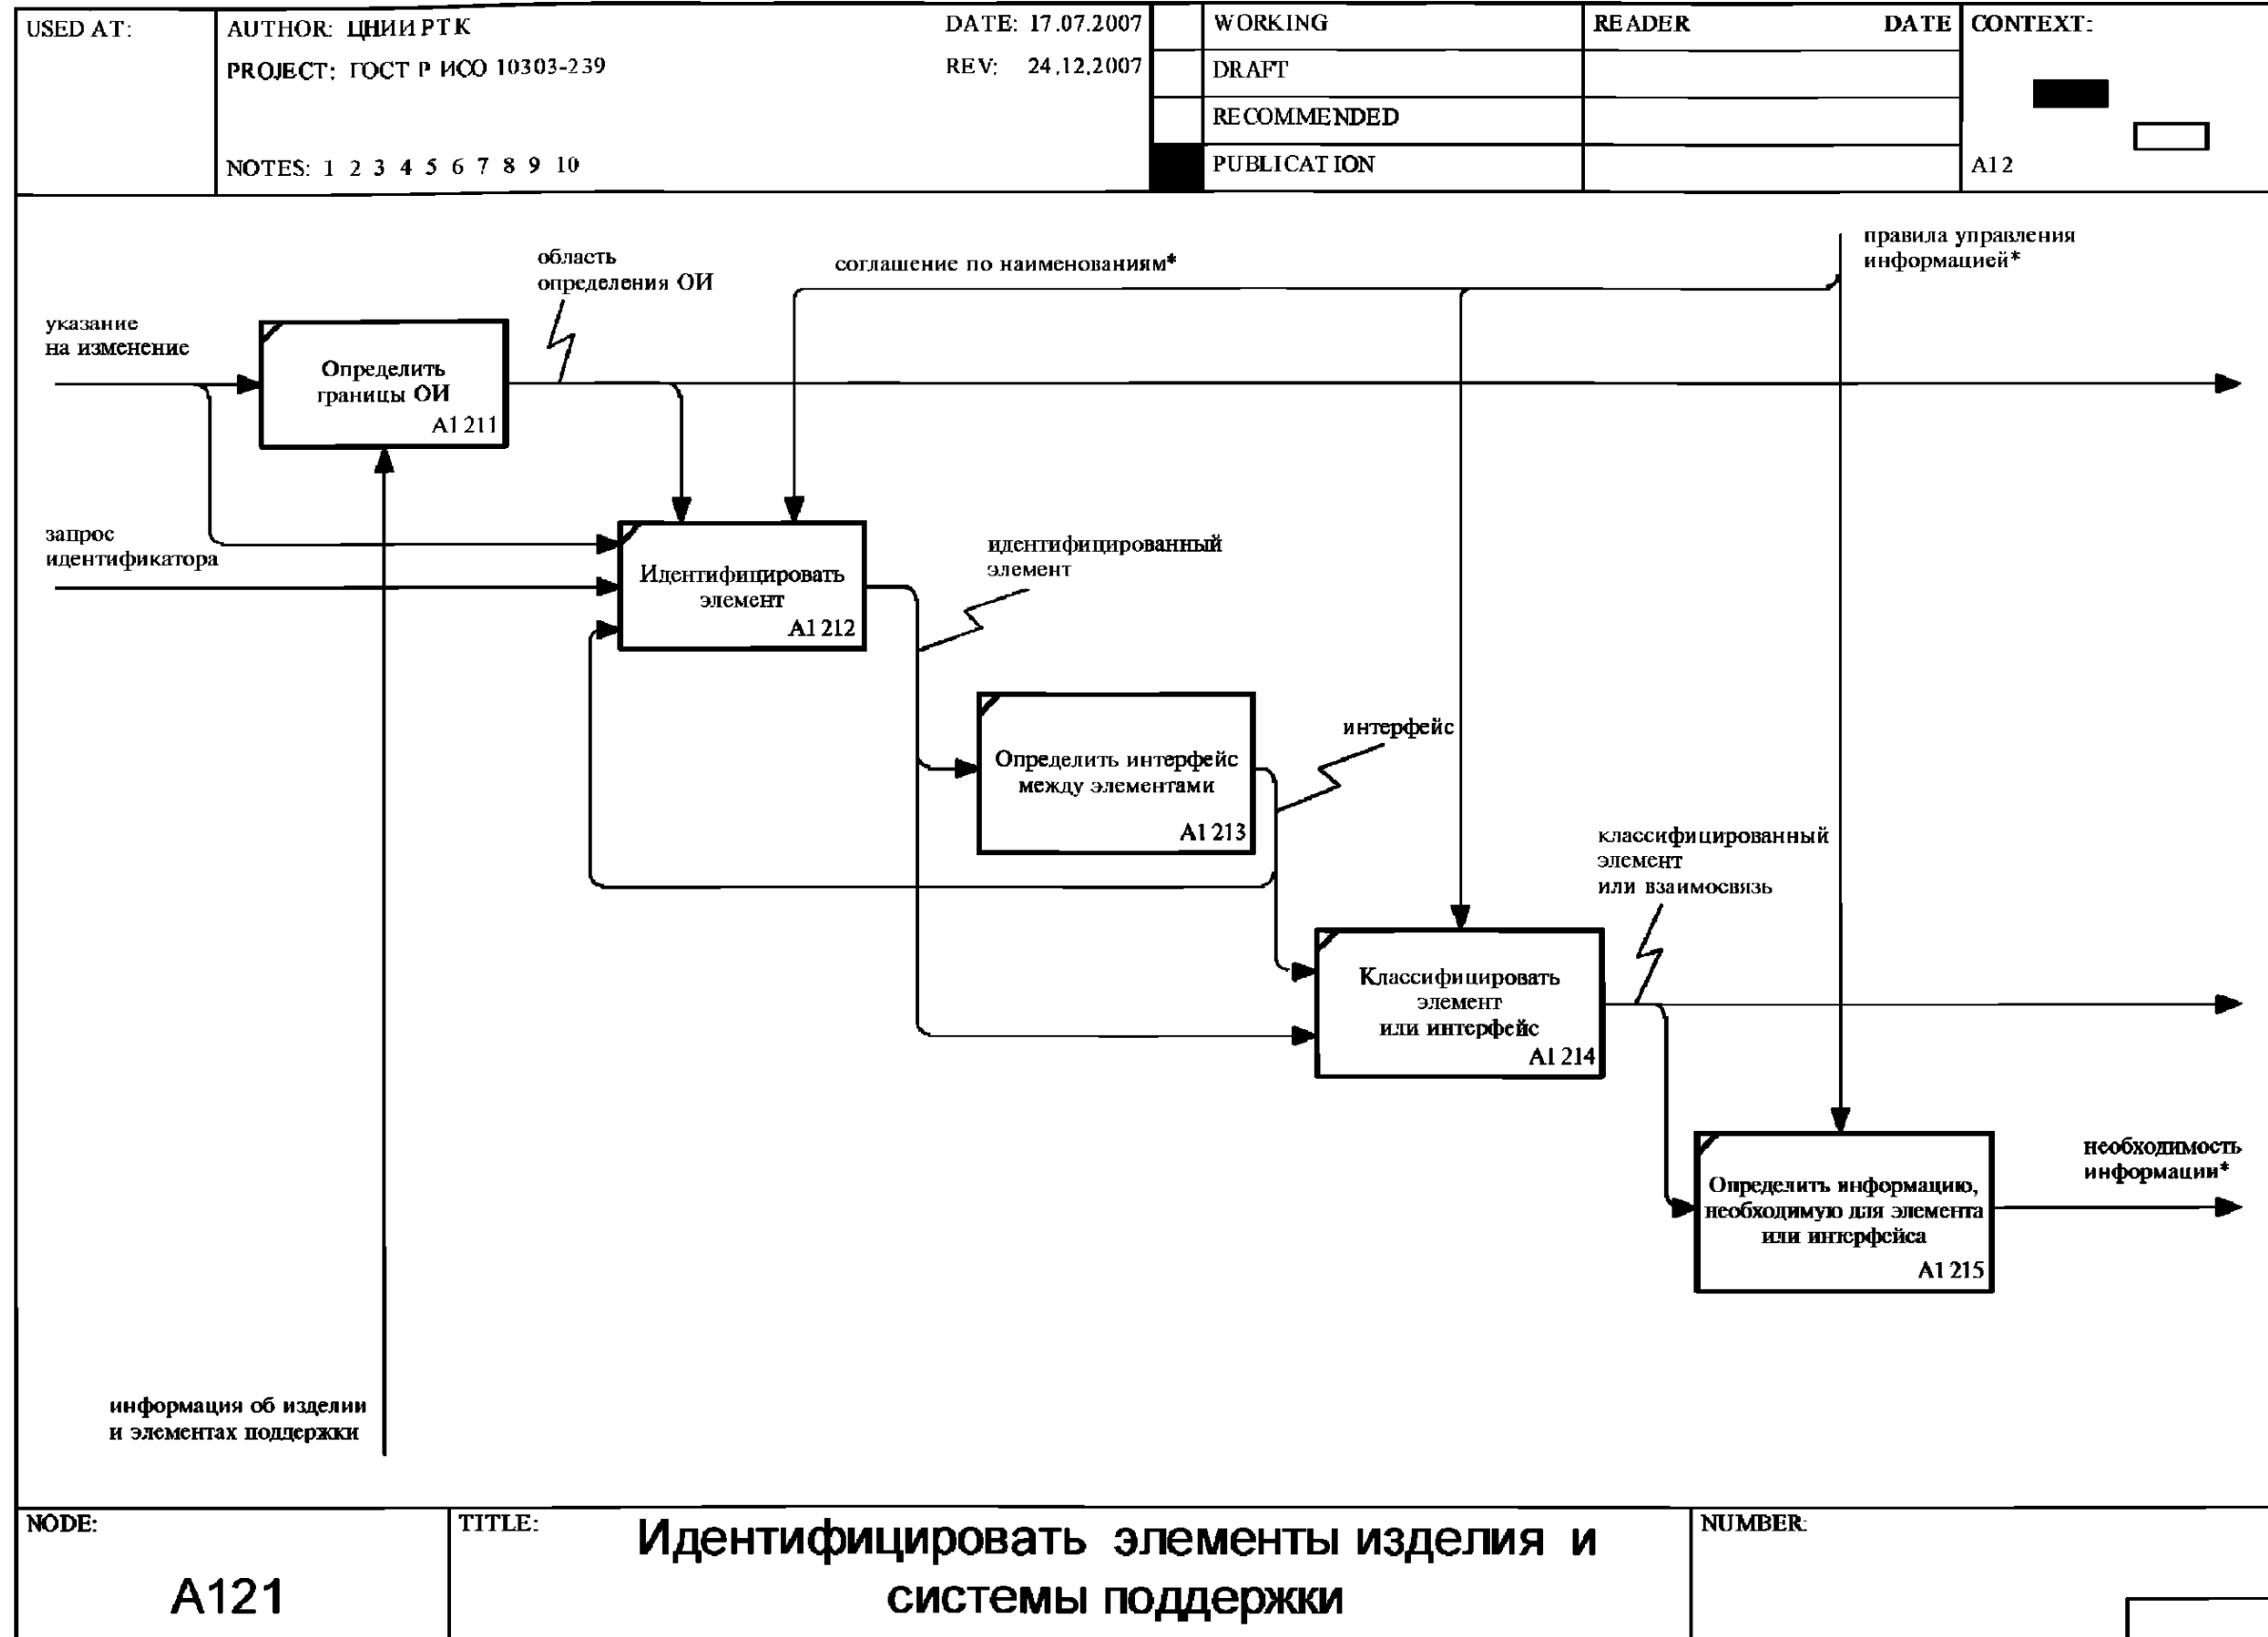 USED AT:
AUTHOR: ЦНИИ РТК
DATE: 17.07.2007
PROJECT: ГОСТ Р ИСО 10303-239
REV: 24.12.2007
NOTES: 1 2 3 4 5 6 7 8 9 10
WORKING
DRAFT
RECOMMENDED
PUBLICATION
READER
DATE
CONTEXT:
A12
область
определения ОИ
соглашение по наименованиям*
правила управления
информацией*
указание
на изменение
Определить
границы ОИ
A1211
запрос
идентификатора
Идентифицировать
элемент
A1212
идентифицированный
элемент
Определить интерфейс
между элементами
A1213
интерфейс
классифицированный
элемент
или взаимосвязь
Классифицировать
элемент
или интерфейс
A1214
Определить информацию,
необходимую для элемента
или интерфейса
A1215
необходимость
информации*
информация об изделии
и элементах поддержки
NODE:
A121
TITLE:
Идентифицировать элементы изделия и
системы поддержки
NUMBER: